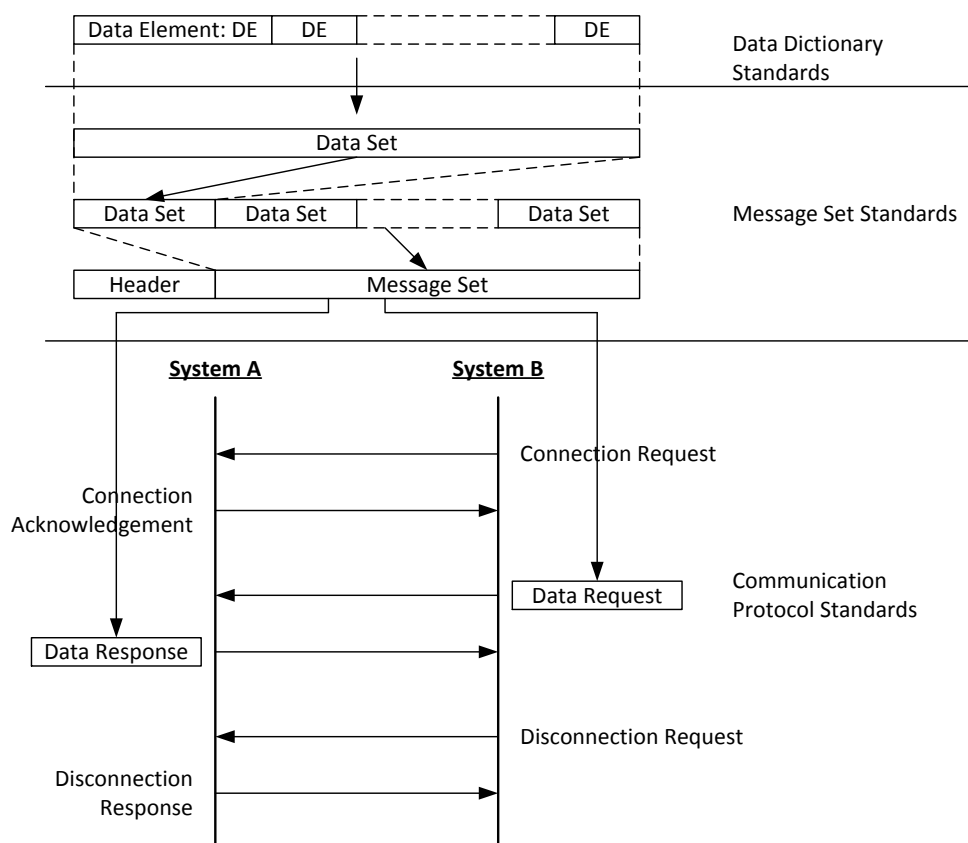 Data Element: DE DE DE
Data Dictionary
Standards
Data Set
Data Set Data Set Data Set
Message Set Standards
Header Message Set
System A System B
Connection Request
Connection
Acknowledgement
Data Request
Communication
Protocol Standards
Data Response
Disconnection Request
Disconnection
Response